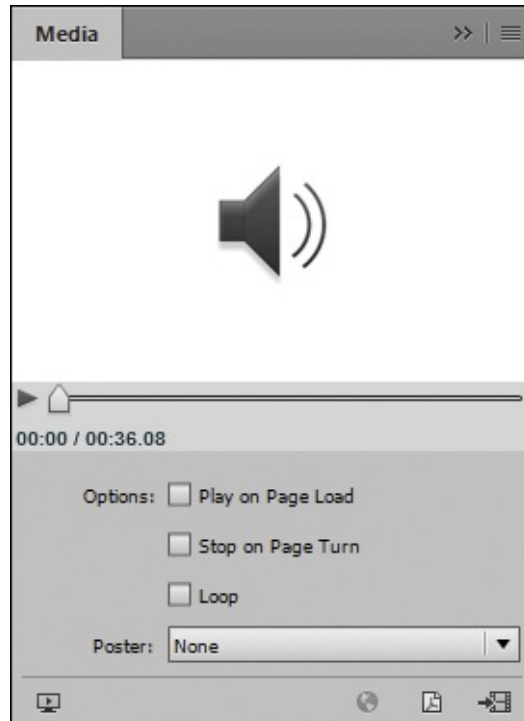 Media
00:00 / 00:36.08
Options: Play on Page Load
Stop on Page Turn
Loop
Poster: None